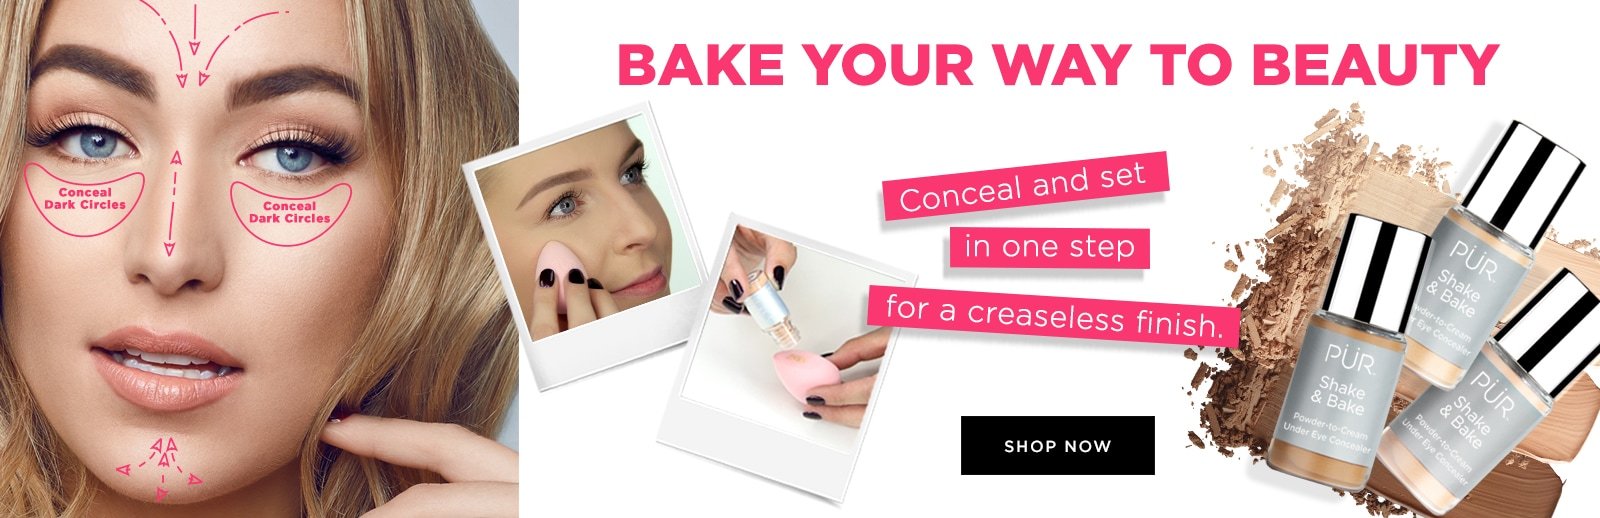 BAKE YOUR WAY TO BEAUTY
Conceal
Dark Circles
Conceal
Dark Circles
Conceal and set
in one step
for a creaseless finish.
SHOP NOW
PÜR
Shake
& Bake
Powder-to-Cream
Under Eye Concealer
PÜR
Shake
& Bake
Powder-to-Cream
Under Eye Concealer
PÜR
Shake
& Bake
Powder-to-Cream
Under Eye Concealer